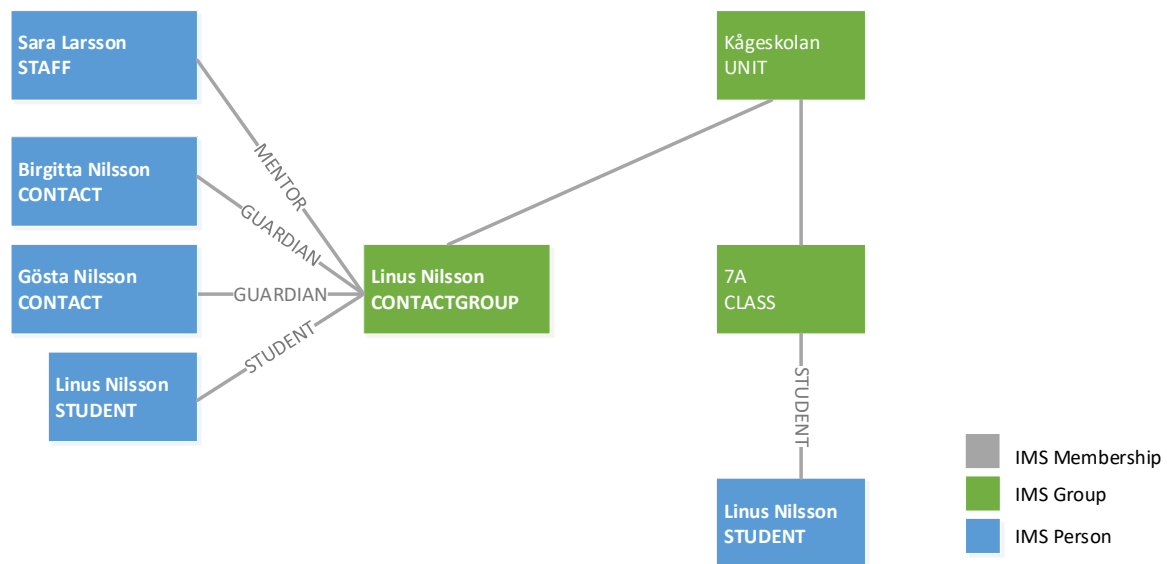 Sara Larsson
STAFF
Birgitta Nilsson
CONTACT
Gösta Nilsson
CONTACT
Linus Nilsson
STUDENT
MENTOR
GUARDIAN
GUARDIAN
STUDENT
Linus Nilsson
CONTACTGROUP
Kågeskolan
UNIT
7A
CLASS
STUDENT
Linus Nilsson
STUDENT
IMS Membership
IMS Group
IMS Person